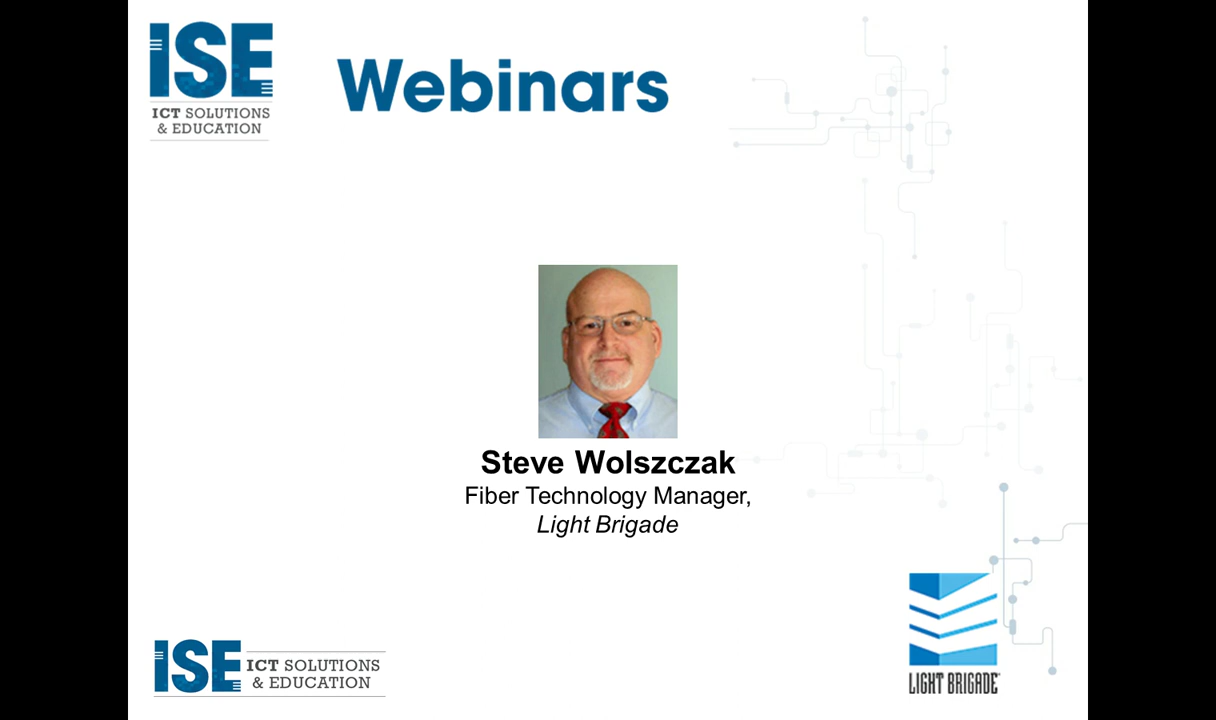 ISE
ICT SOLUTIONS
& EDUCATION
Webinars
Steve Wolszczak
Fiber Technology Manager,
Light Brigade
ISE
ICT SOLUTIONS
& EDUCATION
LIGHT BRIGADE